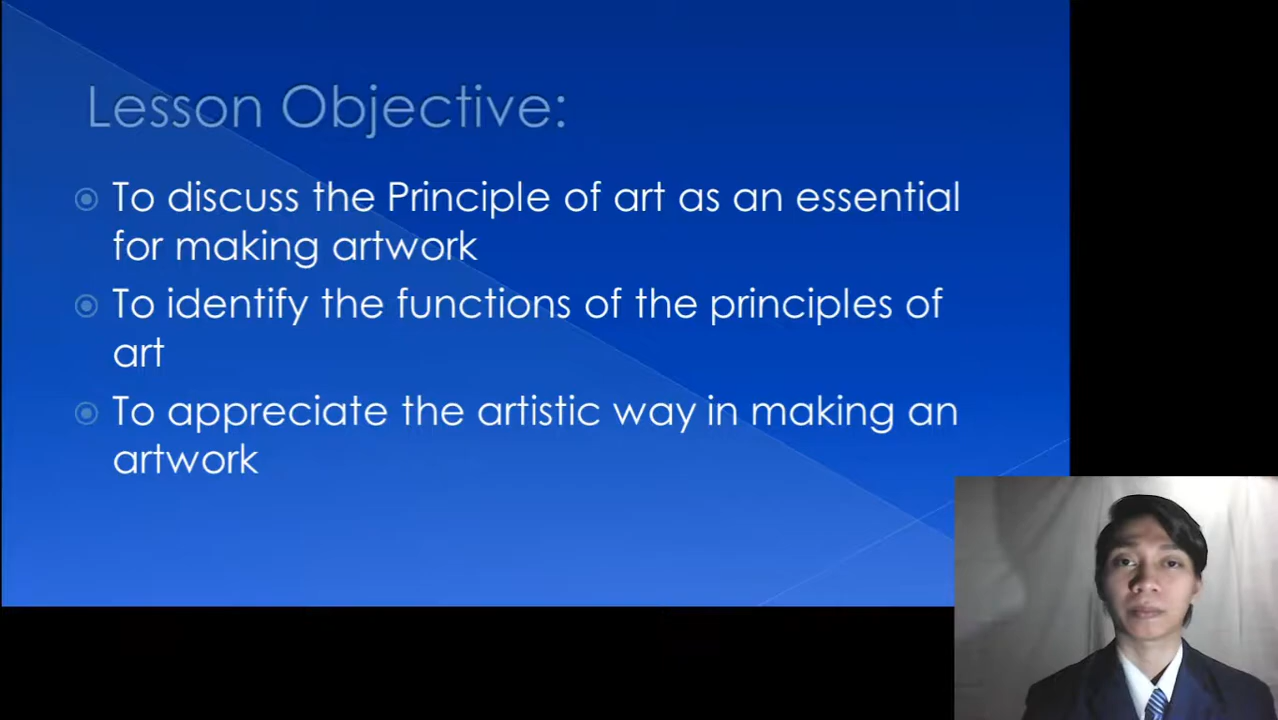 Lesson Objective:
To discuss the Principle of art as an essential
for making artwork
To identify the functions of the principles of
art
To appreciate the artistic way in making an
artwork